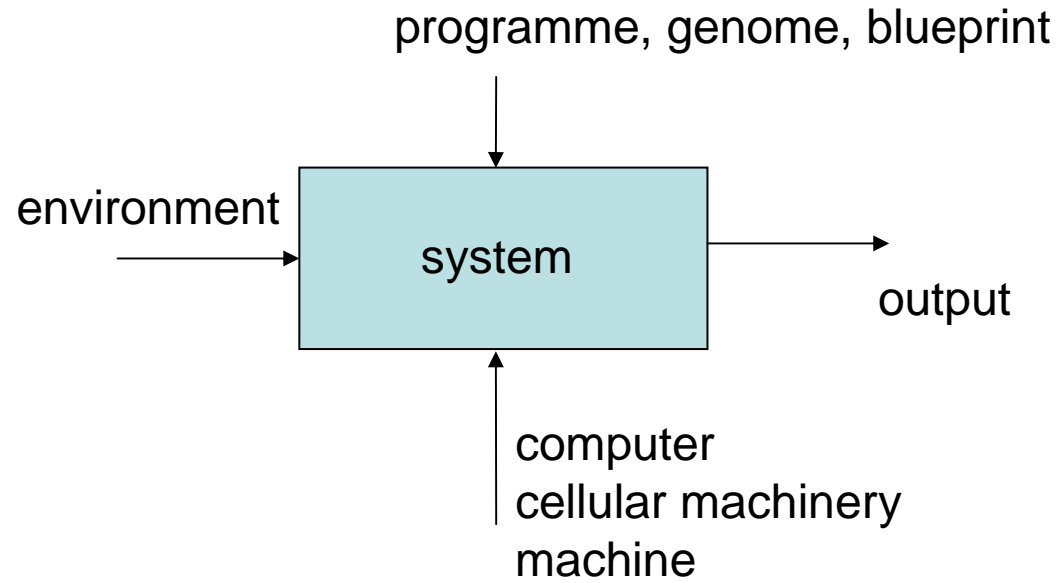 programme, genome, blueprint
environment
system
output
computer
cellular machinery
machine